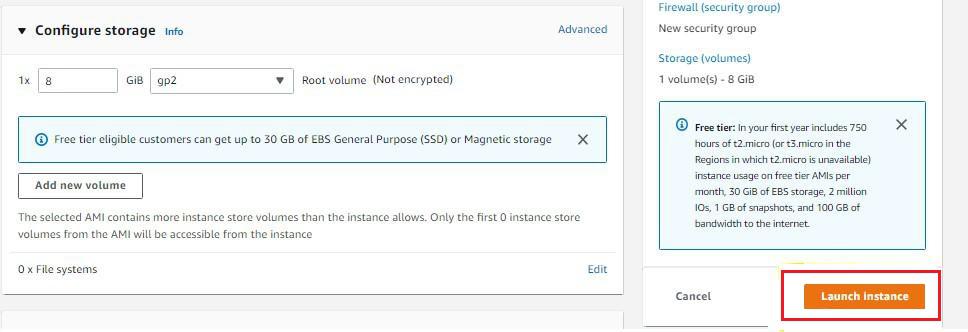 Configure storage Info
Advanced
1x 8 GiB gp2 Root volume (Not encrypted)
Free tier eligible customers can get up to 30 GB of EBS General Purpose (SSD) or Magnetic storage
Add new volume
The selected AMI contains more instance store volumes than the instance allows. Only the first 0 instance store
volumes from the AMI will be accessible from the instance
0 x File systems
Edit
Firewall (security group)
New security group
Storage (volumes)
1 volume(s) - 8 GiB
Free tier: In your first year includes 750
hours of t2.micro (or t3.micro in the
Regions in which t2.micro is unavailable)
instance usage on free tier AMIs per
month, 30 GiB of EBS storage, 2 million
IOs, 1 GB of snapshots, and 100 GB of
bandwidth to the internet.
Cancel
Launch instance